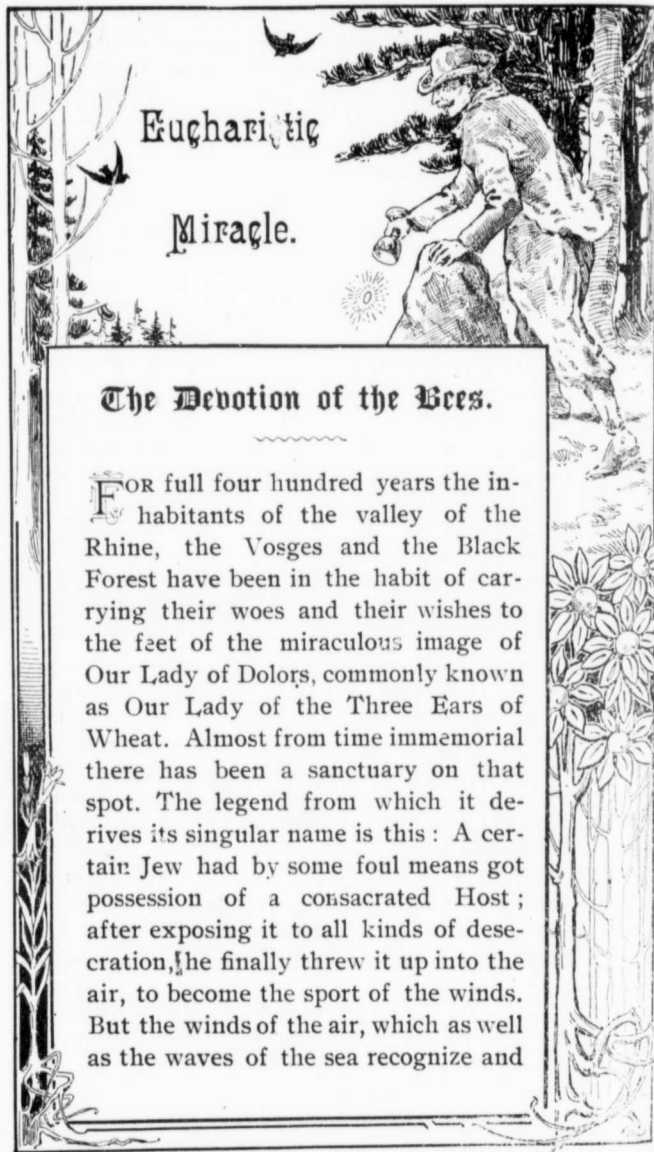 Eucharistic
Miracle.
The Devotion of the Bees.
FOR full four hundred years the in-
habitants of the valley of the
Rhine, the Vosges and the Black
Forest have been in the habit of car-
rying their woes and their wishes to
the feet of the miraculous image of
Our Lady of Dolors, commonly known
as Our Lady of the Three Ears of
Wheat. Almost from time immemorial
there has been a sanctuary on that
spot. The legend from which it de-
rives its singular name is this : A cer-
tain Jew had by some foul means got
possession of a consacrated Host ;
after exposing it to all kinds of dese-
cration, he finally threw it up into the
air, to become the sport of the winds.
But the winds of the air, which as well
as the waves of the sea recognize and